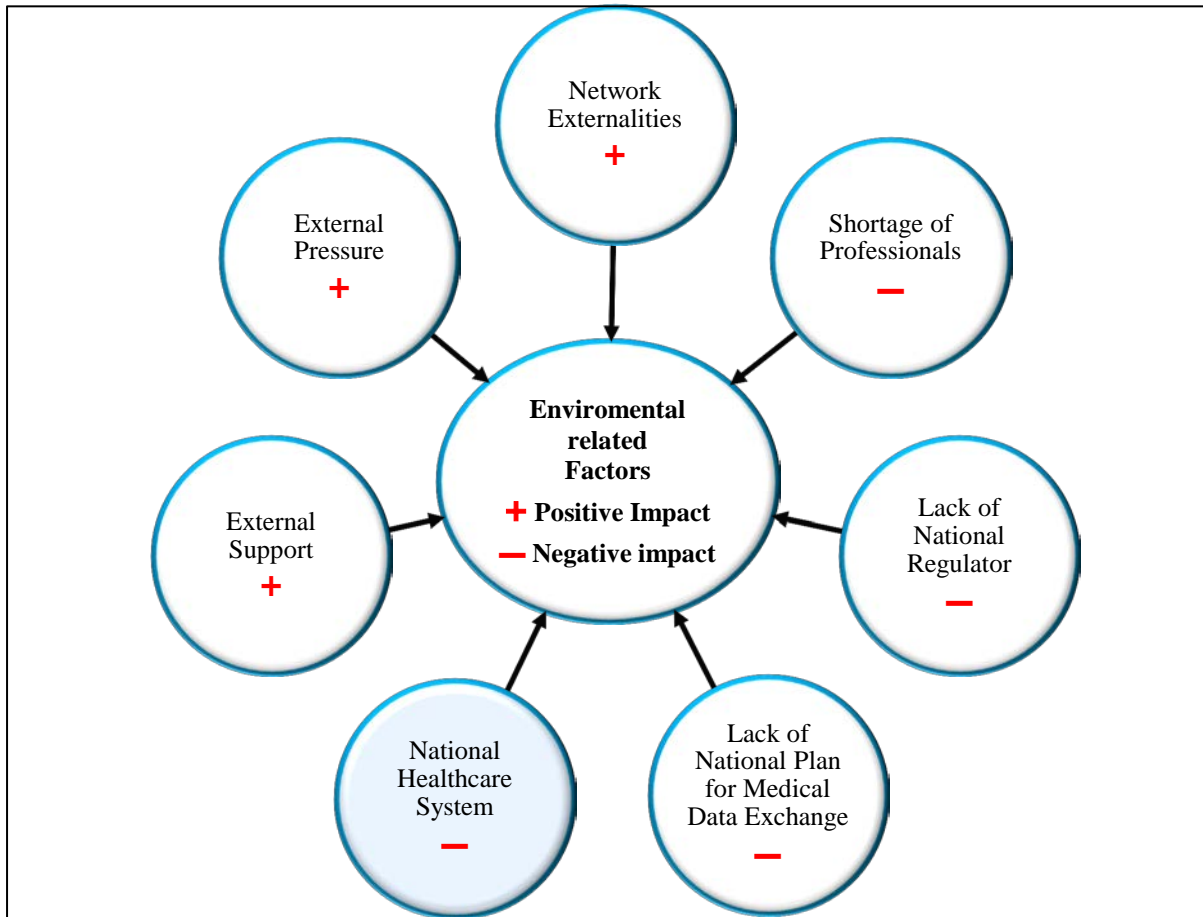 Network
Externalities
+
External
Pressure
+
Shortage of
Professionals
–
Enviromental
related
Factors
+ Positive Impact
– Negative impact
External
Support
+
Lack of
National
Regulator
–
National
Healthcare
System
–
Lack of
National Plan
for Medical
Data Exchange
–